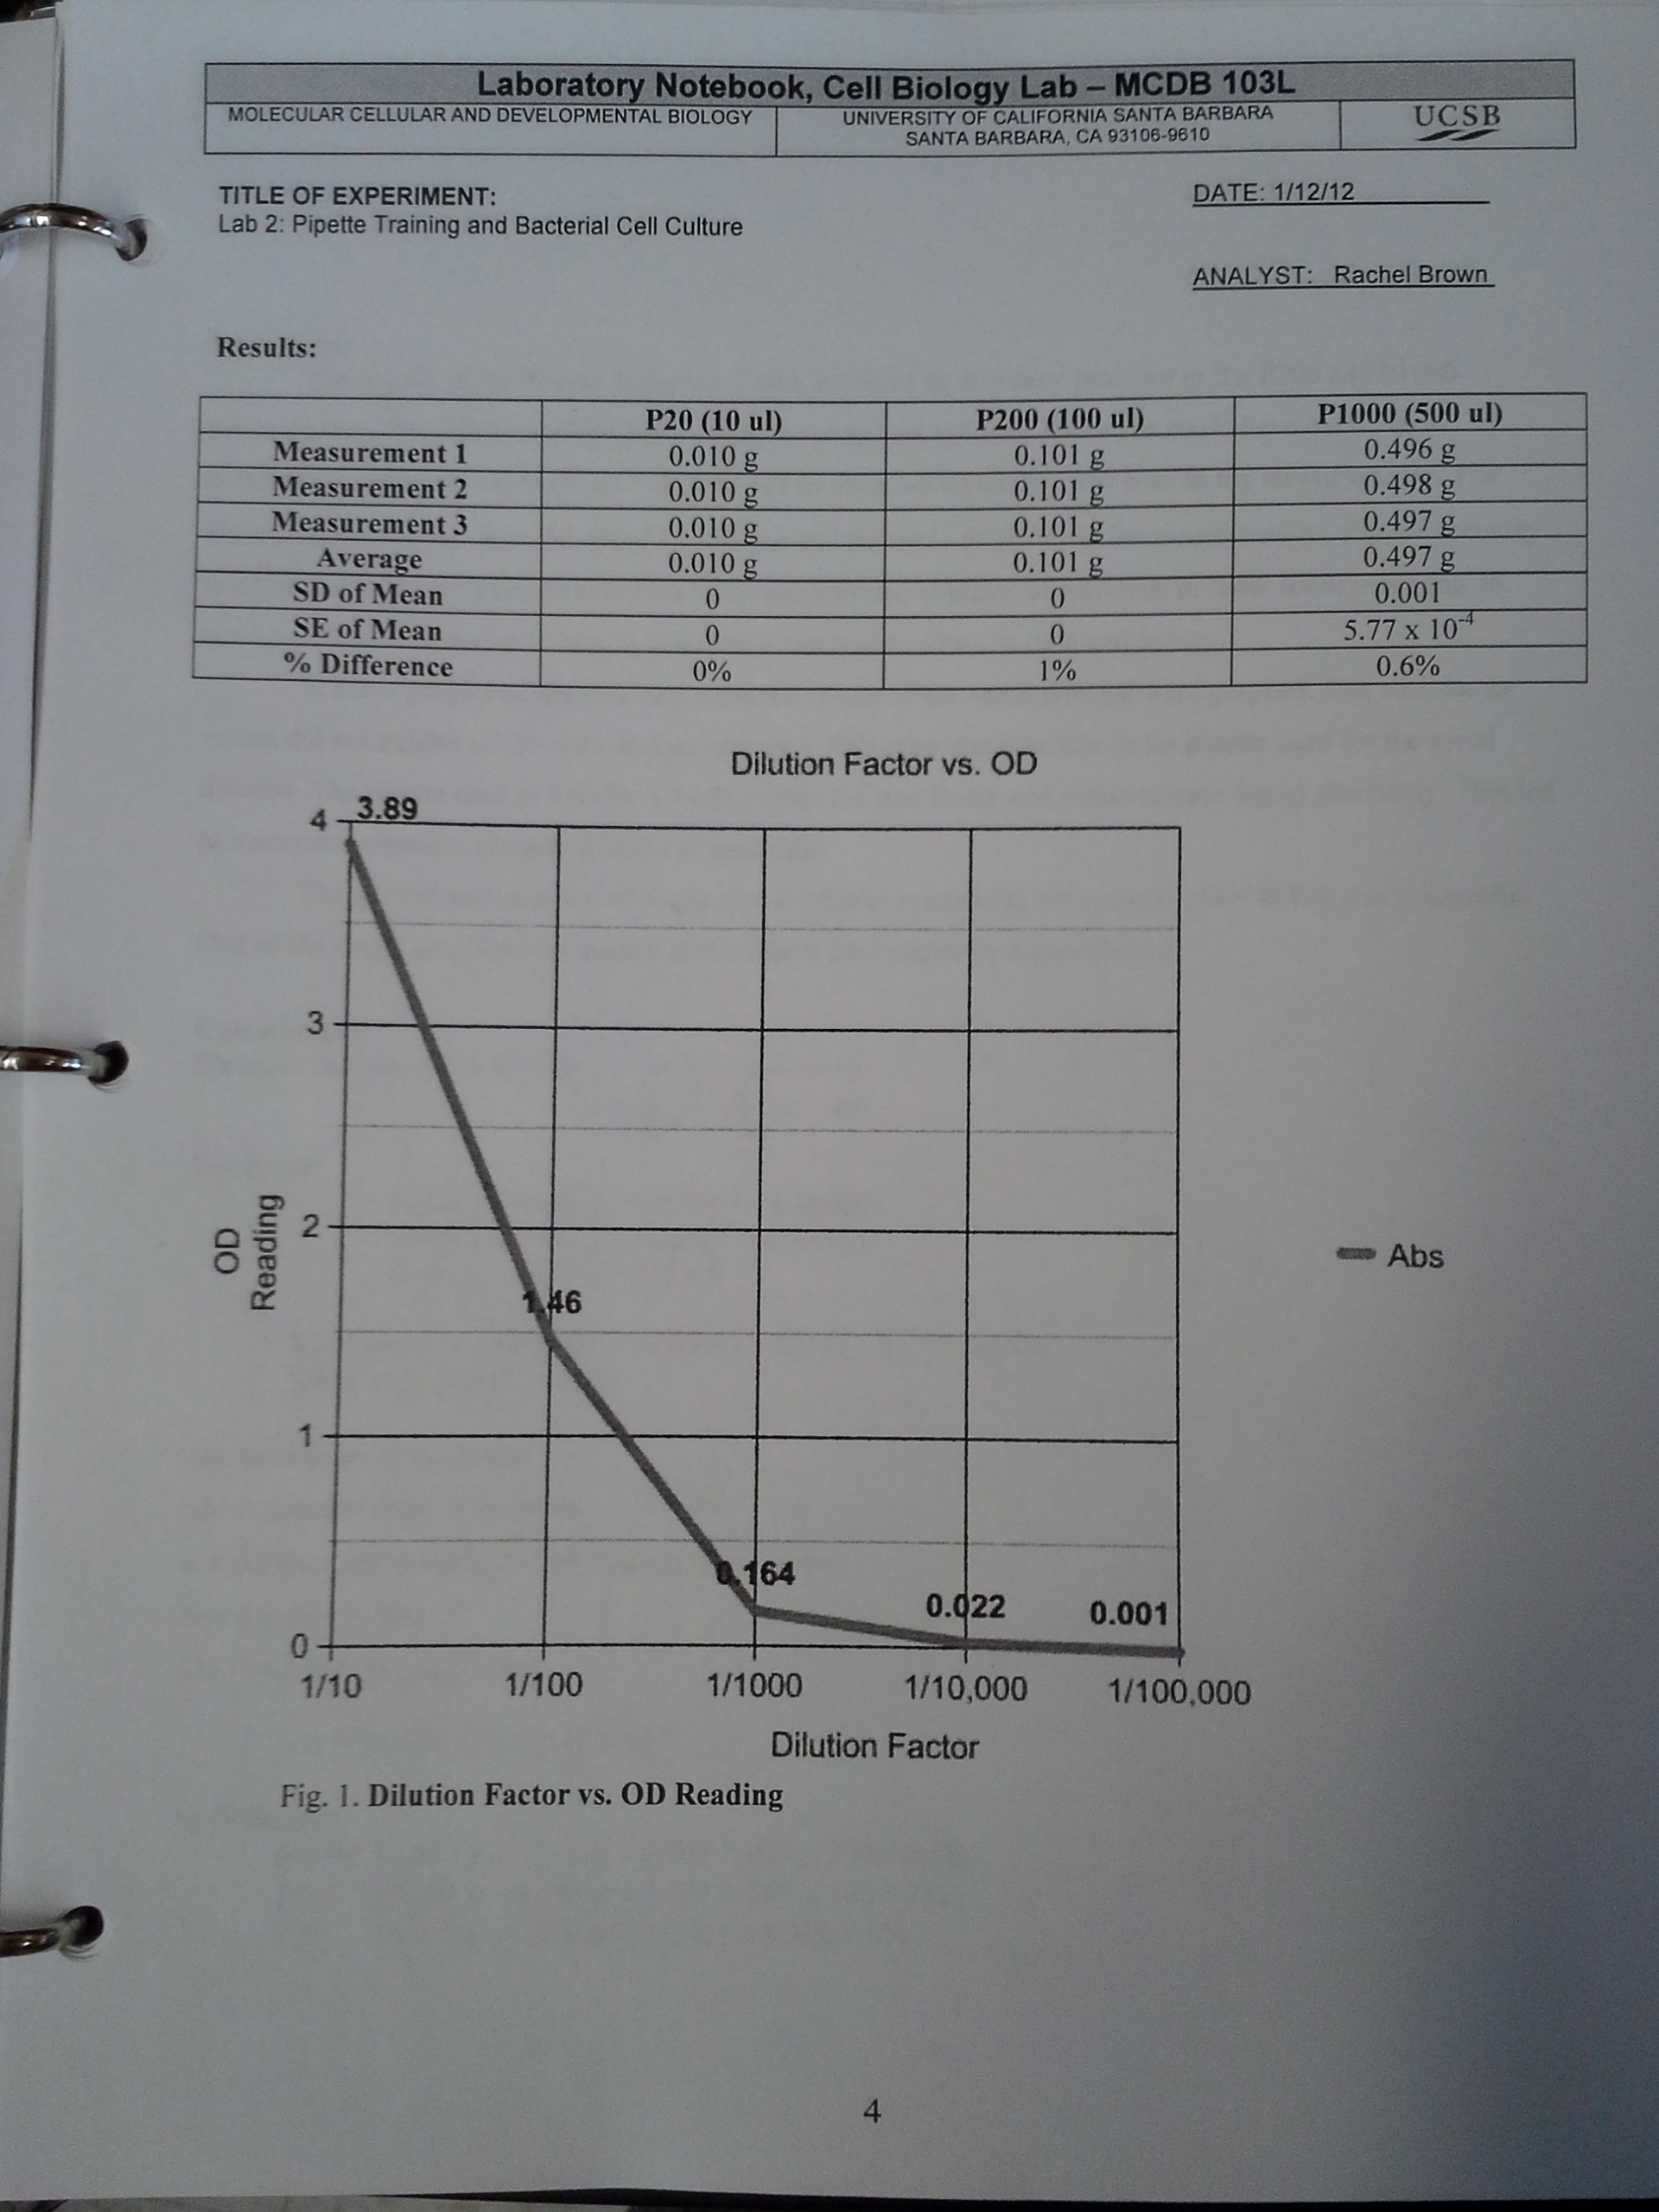 Laboratory Notebook, Cell Biology Lab – MCDB 103L
MOLECULAR CELLULAR AND DEVELOPMENTAL BIOLOGY
UNIVERSITY OF CALIFORNIA SANTA BARBARA
SANTA BARBARA, CA 93106-9610
UCSB
TITLE OF EXPERIMENT:
Lab 2: Pipette Training and Bacterial Cell Culture
DATE: 1/12/12
ANALYST: Rachel Brown
Results:
P20 (10 ul) P200 (100 ul) P1000 (500 ul)
Measurement 1 0.010 g 0.101 g 0.496 g
Measurement 2 0.010 g 0.101 g 0.498 g
Measurement 3 0.010 g 0.101 g 0.497 g
Average 0.010 g 0.101 g 0.497 g
SD of Mean 0 0 0.001
SE of Mean 0 0 5.77 x 10⁻⁴
% Difference 0% 1% 0.6%
Dilution Factor vs. OD
4
3.89
3
2
1.46
1
0.164
0.022
0.001
0
OD
Reading
Abs
1/10 1/100 1/1000 1/10,000 1/100,000
Dilution Factor
Fig. 1. Dilution Factor vs. OD Reading
4